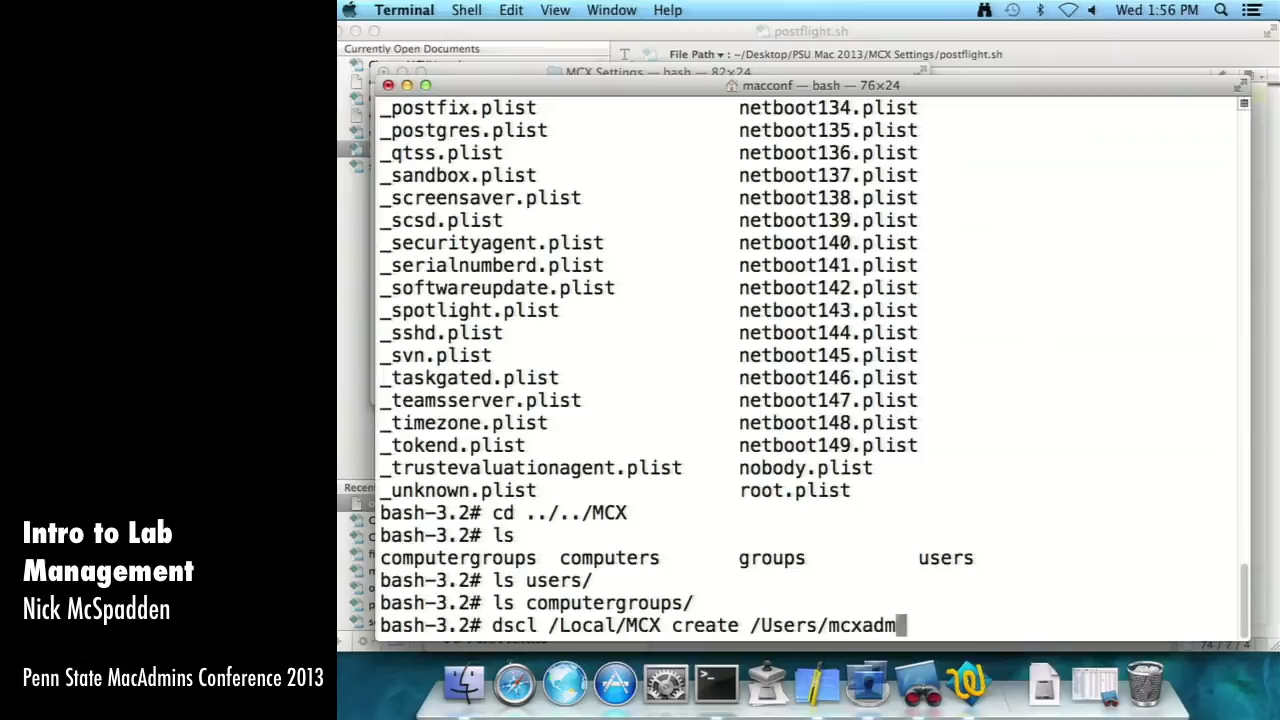 Terminal Shell Edit View Window Help
Wed 1:56 PM
postflight.sh
Currently Open Documents
File Path : ~/Desktop/PSU Mac 2013/MCX Settings/postflight.sh
MCX Settings — bash — 82×24
macconf — bash — 76×24
_postfix.plist netboot134.plist
_postgres.plist netboot135.plist
_qtss.plist netboot136.plist
_sandbox.plist netboot137.plist
_screensaver.plist netboot138.plist
_scsd.plist netboot139.plist
_securityagent.plist netboot140.plist
_serialnumberd.plist netboot141.plist
_softwareupdate.plist netboot142.plist
_spotlight.plist netboot143.plist
_sshd.plist netboot144.plist
_svn.plist netboot145.plist
_taskgated.plist netboot146.plist
_teamsserver.plist netboot147.plist
_timezone.plist netboot148.plist
_tokend.plist netboot149.plist
_trustevaluationagent.plist nobody.plist
_unknown.plist root.plist
bash-3.2# cd ../../MCX
bash-3.2# ls
computergroups computers groups users
bash-3.2# ls users/
bash-3.2# ls computergroups/
bash-3.2# dscl /Local/MCX create /Users/mcxadm
Recen
Intro to Lab
Management
Nick McSpadden
Penn State MacAdmins Conference 2013